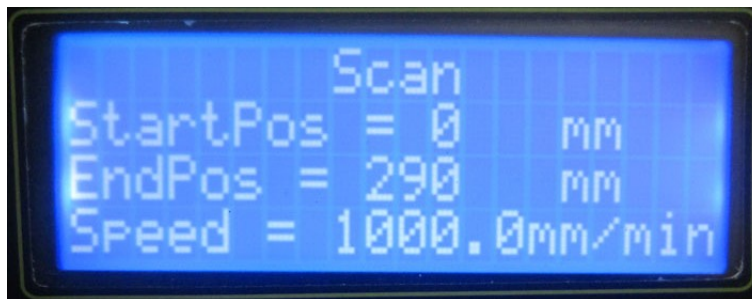 Scan
StartPos = 0 mm
EndPos = 290 mm
Speed = 1000.0mm/min